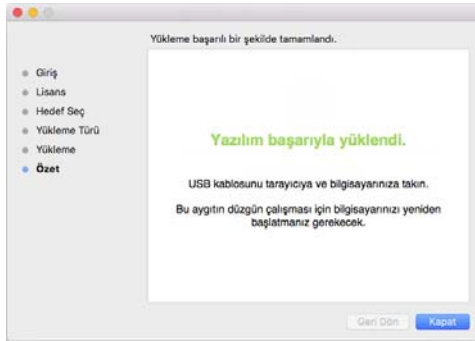 Yükleme başarılı bir şekilde tamamlandı.
Giriş
Lisans
Hedef Seç
Yükleme Türü
Yükleme
Özet
Yazılım başarıyla yüklendi.
USB kablosunu tarayıcıya ve bilgisayarınıza takın.
Bu aygıtın düzgün çalışması için bilgisayarınızı yeniden
başlatmanız gerekecek.
Geri Dön
Kapat